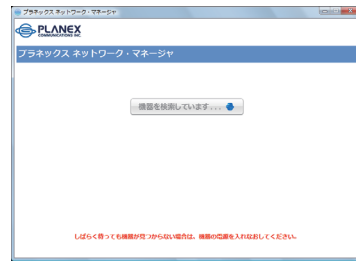 プラネックス ネットワーク・マネージャ
PLANEX
COMMUNICATIONS INC.
プラネックス ネットワーク・マネージャ
機器を検索しています . . .
しばらく待っても機器が見つからない場合は、機器の電源を入れなおしてください。